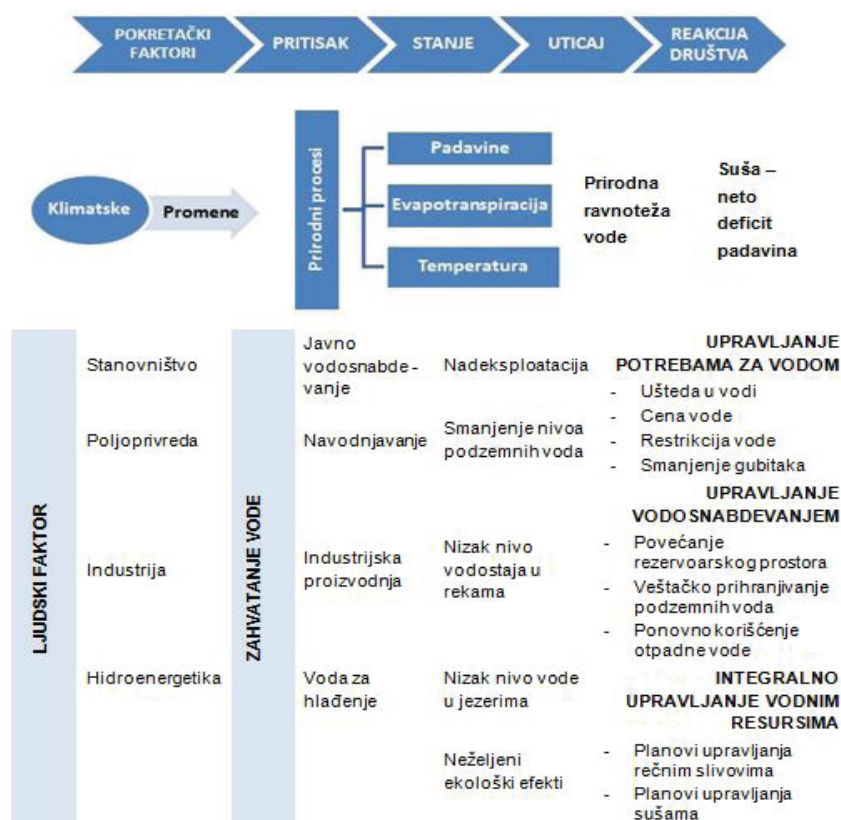 POKRETAČKI
FAKTORI
PRITISAK
STANJE
UTICAJ
REAKCIJA
DRUŠTVA
Klimatske
Promene
Prirodni procesi
Padavine
Evapotranspiracija
Temperatura
Prirodna
ravnoteža
vode
Suša –
neto
deficit
padavina
LJUDSKI FAKTOR
Stanovništvo
Poljoprivreda
Industrija
Hidroenergetika
ZAHVATANJE VODE
Javno
vodosnabde-
vanje
Navodnjavanje
Industrijska
proizvodnja
Voda za
hlađenje
Nadeksploatacija
Smanjenje nivoa
podzemnih voda
Nizak nivo
vodostaja u
rekama
Nizak nivo vode
u jezerima
Neželjeni
ekološki efekti
UPRAVLJANJE
POTREBAMA ZA VODOM
- Ušteda u vodi
- Cena vode
- Restrikcija vode
- Smanjenje gubitaka
UPRAVLJANJE
VODOSNABDEVANJEM
- Povećanje
rezervoarskog prostora
- Veštačko prihranjivanje
podzemnih voda
- Ponovno korišćenje
otpadne vode
INTEGRALNO
UPRAVLJANJE VODNIM
RESURSIMA
- Planovi upravljanja
rečnim slivovima
- Planovi upravljanja
sušama